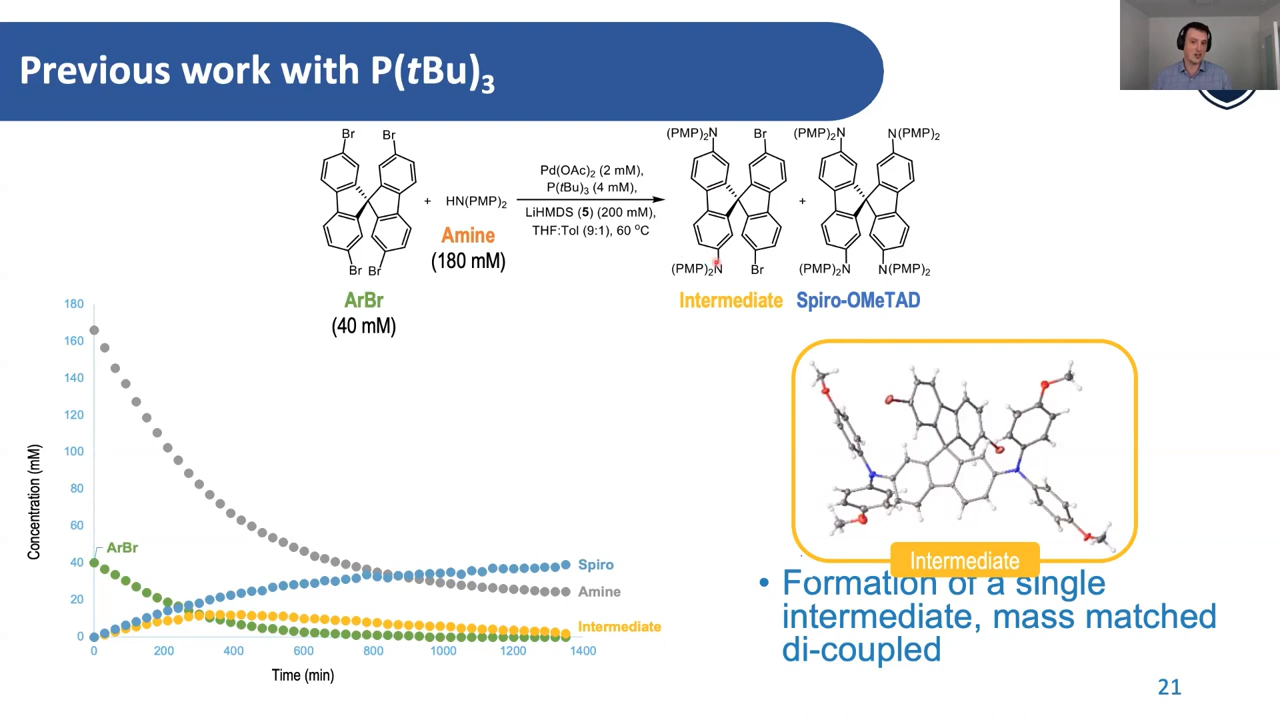 Previous work with P(tBu)3
Br Br
Br Br
+ HN(PMP)2
Amine
(180 mM)
ArBr
(40 mM)
Pd(OAc)2 (2 mM),
P(tBu)3 (4 mM),
LiHMDS (5) (200 mM),
THF:Tol (9:1), 60 °C
(PMP)2N Br
(PMP)2N Br
Intermediate
+
(PMP)2N N(PMP)2
(PMP)2N N(PMP)2
Spiro-OMeTAD
Concentration (mM)
180
160
140
120
100
80
60
40
20
0
0 200 400 600 800 1000 1200 1400
Time (min)
ArBr
Spiro
Amine
Intermediate
Intermediate
• Formation of a single
intermediate, mass matched
di-coupled
21